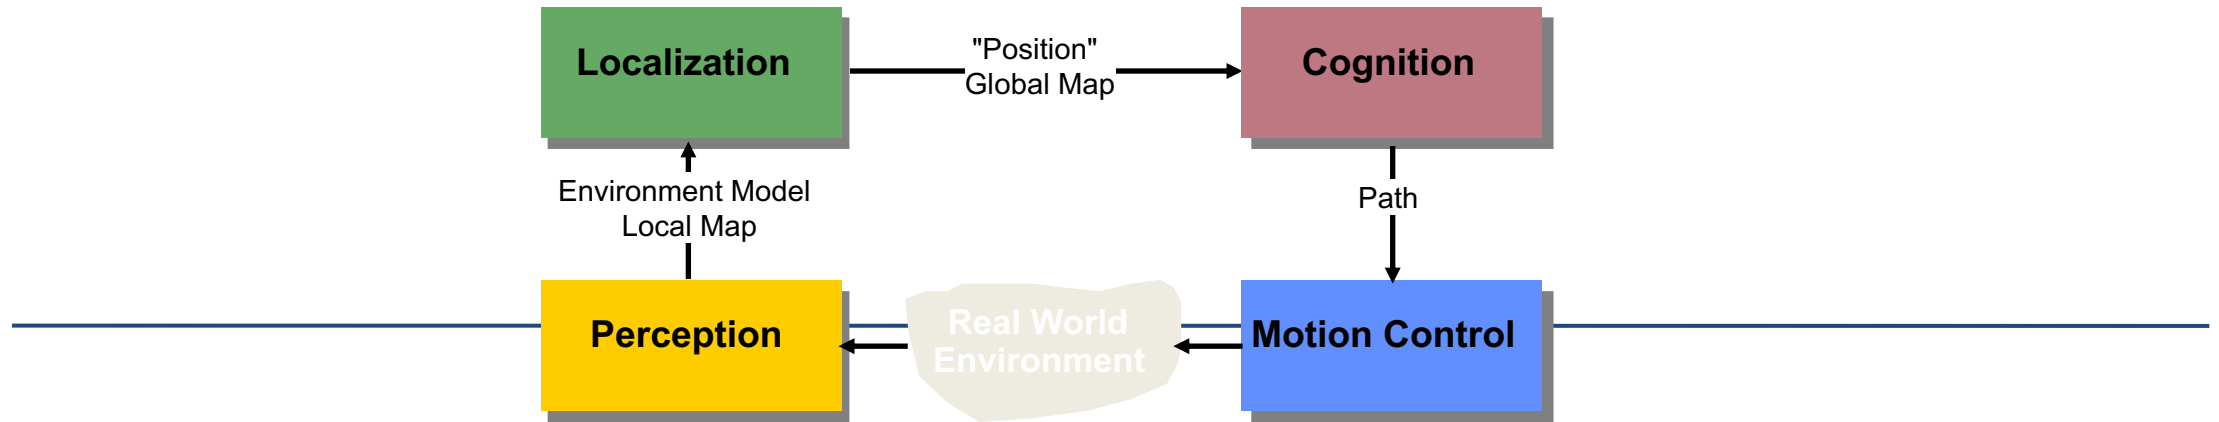 Localization
"Position"
Global Map
Cognition
Environment Model
Local Map
Path
Perception
Real World
Environment
Motion Control